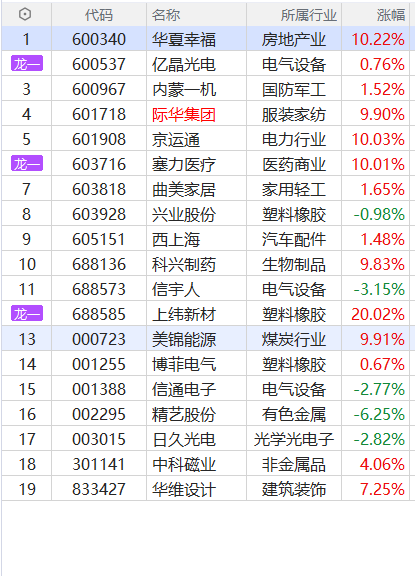 代码 名称 所属行业 涨幅
1 600340 华夏幸福 房地产业 10.22%
龙一 600537 亿晶光电 电气设备 0.76%
3 600967 内蒙一机 国防军工 1.52%
4 601718 际华集团 服装家纺 9.90%
5 601908 京运通 电力行业 10.03%
龙一 603716 塞力医疗 医药商业 10.01%
7 603818 曲美家居 家用轻工 1.65%
8 603928 兴业股份 塑料橡胶 -0.98%
9 605151 西上海 汽车配件 1.48%
10 688136 科兴制药 生物制品 9.83%
11 688573 信宇人 电气设备 -3.15%
龙一 688585 上纬新材 塑料橡胶 20.02%
13 000723 美锦能源 煤炭行业 9.91%
14 001255 博菲电气 塑料橡胶 0.67%
15 001388 信通电子 电气设备 -2.77%
16 002295 精艺股份 有色金属 -6.25%
17 003015 日久光电 光学光电子 -2.82%
18 301141 中科磁业 非金属品 4.06%
19 833427 华维设计 建筑装饰 7.25%